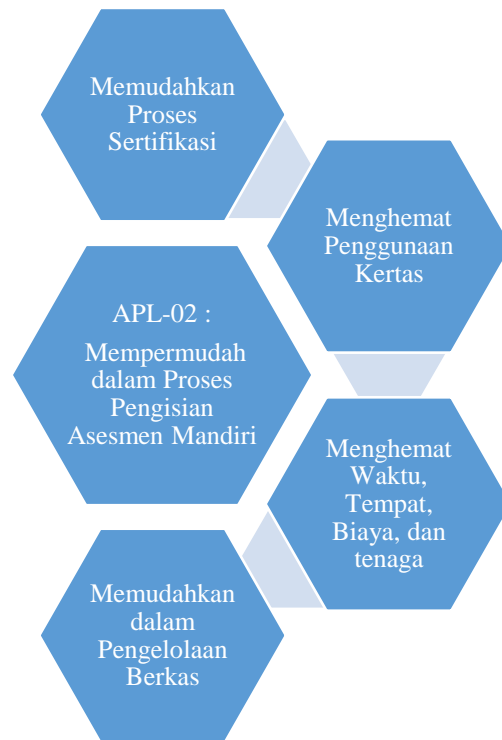 Memudahkan
Proses
Sertifikasi
Menghemat
Penggunaan
Kertas
APL-02 :
Mempermudah
dalam Proses
Pengisian
Asesmen Mandiri
Menghemat
Waktu,
Tempat,
Biaya, dan
tenaga
Memudahkan
dalam
Pengelolaan
Berkas